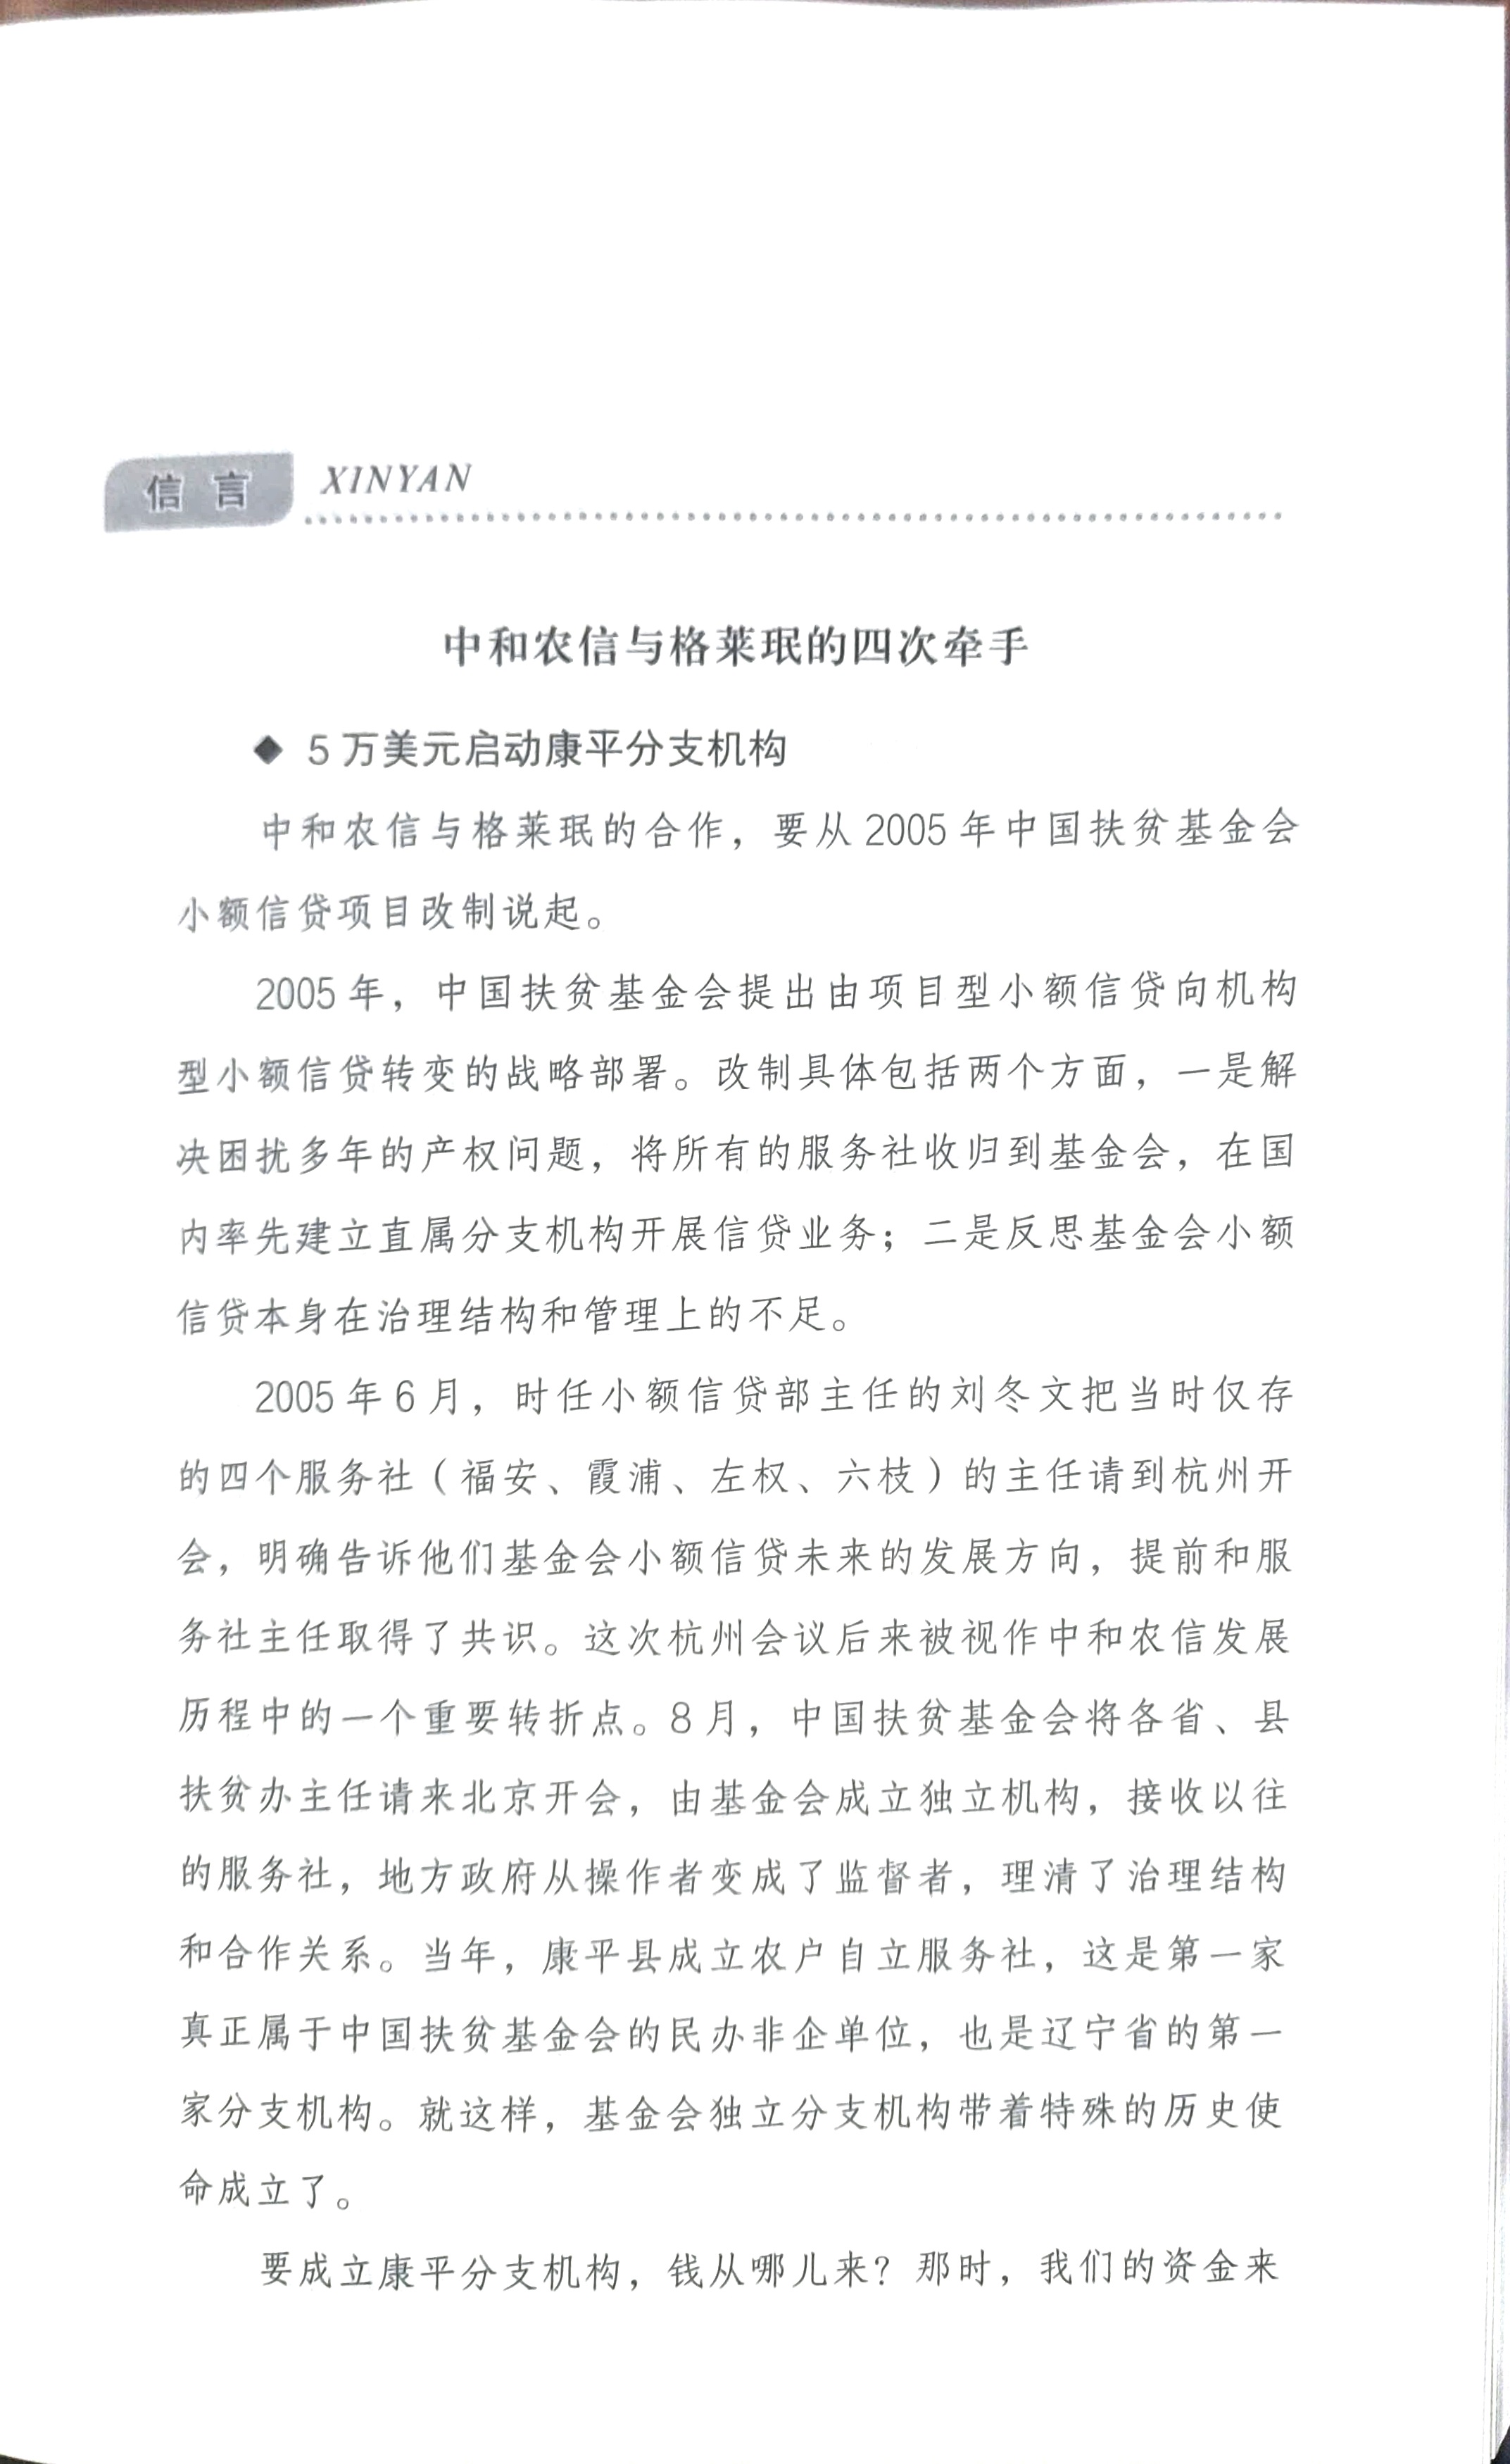 信言 XINYAN
中和农信与格莱珉的四次牵手
◆ 5万美元启动康平分支机构
中和农信与格莱珉的合作，要从2005年中国扶贫基金会
小额信贷项目改制说起。
2005年，中国扶贫基金会提出由项目型小额信贷向机构
型小额信贷转变的战略部署。改制具体包括两个方面，一是解
决困扰多年的产权问题，将所有的服务社收归到基金会，在国
内率先建立直属分支机构开展信贷业务；二是反思基金会小额
信贷本身在治理结构和管理上的不足。
2005年6月，时任小额信贷部主任的刘冬文把当时仅存
的四个服务社（福安、霞浦、左权、六枝）的主任请到杭州开
会，明确告诉他们基金会小额信贷未来的发展方向，提前和服
务社主任取得了共识。这次杭州会议后来被视作中和农信发展
历程中的一个重要转折点。8月，中国扶贫基金会将各省、县
扶贫办主任请来北京开会，由基金会成立独立机构，接收以往
的服务社，地方政府从操作者变成了监督者，理清了治理结构
和合作关系。当年，康平县成立农户自立服务社，这是第一家
真正属于中国扶贫基金会的民办非企单位，也是辽宁省的第一
家分支机构。就这样，基金会独立分支机构带着特殊的历史使
命成立了。
要成立康平分支机构，钱从哪儿来？那时，我们的资金来